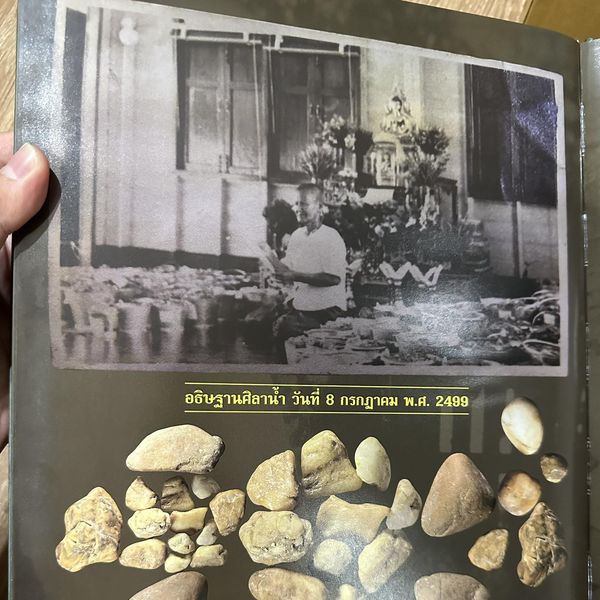 อธิษฐานศิลาน้ำ วันที่ 8 กรกฎาคม พ.ศ. 2499